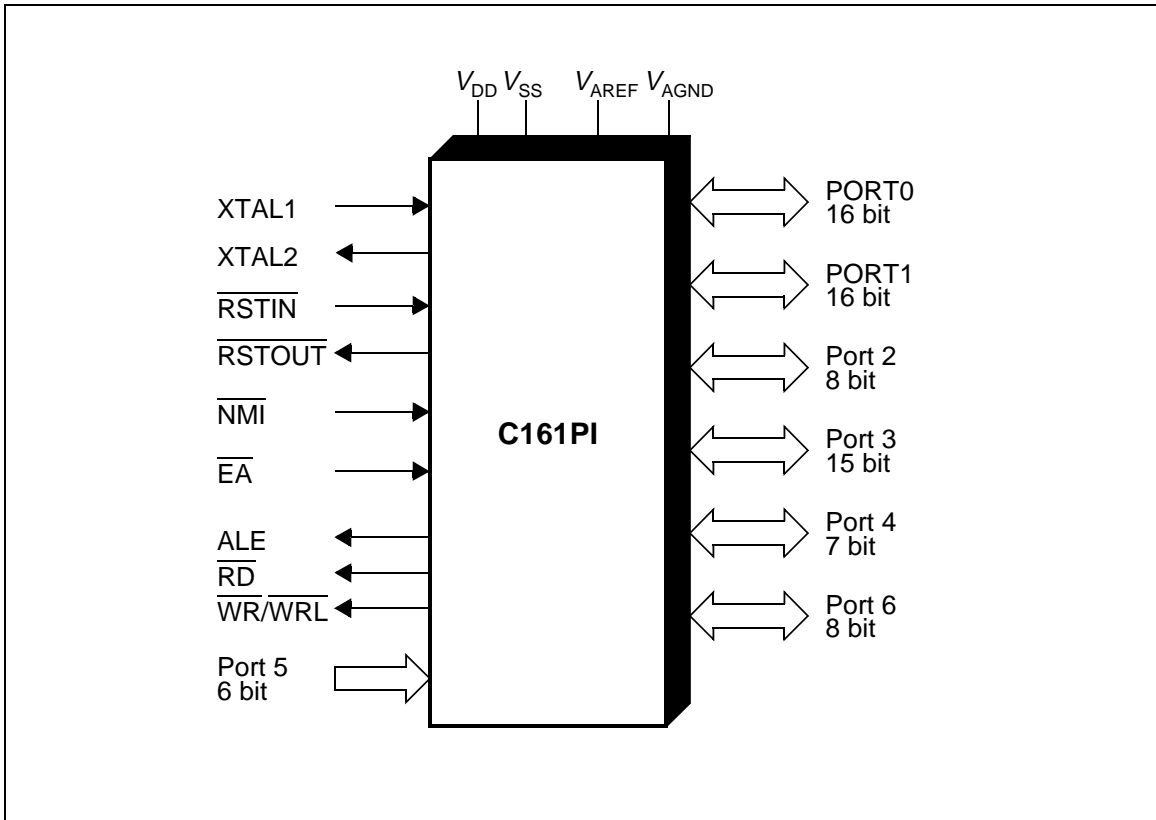 VDD VSS VAREF VAGND
XTAL1
XTAL2
RSTIN
RSTOUT
NMI
EA
ALE
RD
WR/WRL
Port 5
6 bit
C161PI
PORT0
16 bit
PORT1
16 bit
Port 2
8 bit
Port 3
15 bit
Port 4
7 bit
Port 6
8 bit